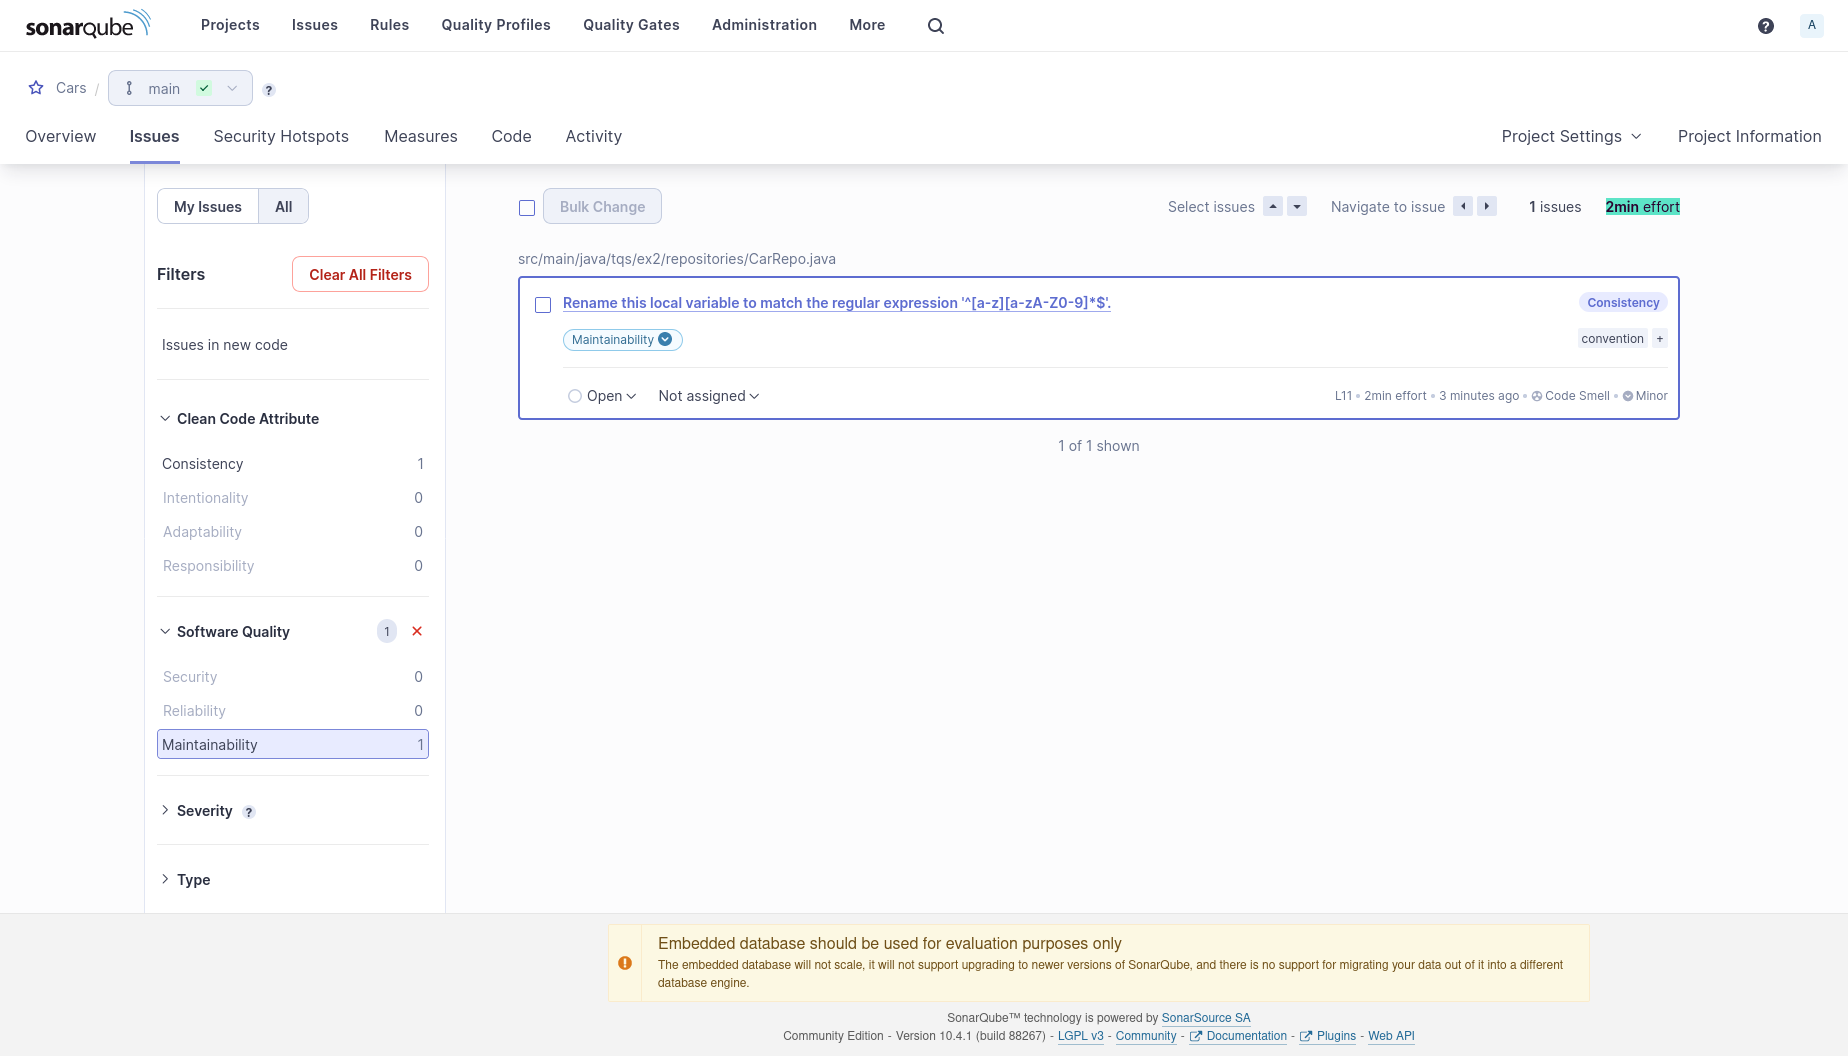 sonarqube Projects Issues Rules Quality Profiles Quality Gates Administration More ? A
Cars / main ?
Overview Issues Security Hotspots Measures Code Activity Project Settings Project Information
My Issues All
Bulk Change Select issues Navigate to issue 1 issues 2min effort
Filters Clear All Filters
src/main/java/tqs/ex2/repositories/CarRepo.java
Rename this local variable to match the regular expression '^[a-z][a-zA-Z0-9]*$'. Consistency
Maintainability convention +
Open Not assigned L11 • 2min effort • 3 minutes ago • Code Smell • Minor
1 of 1 shown
Issues in new code
Clean Code Attribute
Consistency 1
Intentionality 0
Adaptability 0
Responsibility 0
Software Quality 1
Security 0
Reliability 0
Maintainability 1
Severity ?
Type
Embedded database should be used for evaluation purposes only
The embedded database will not scale, it will not support upgrading to newer versions of SonarQube, and there is no support for migrating your data out of it into a different
database engine.
SonarQube™ technology is powered by SonarSource SA
Community Edition - Version 10.4.1 (build 88267) - LGPL v3 - Community - Documentation - Plugins - Web API